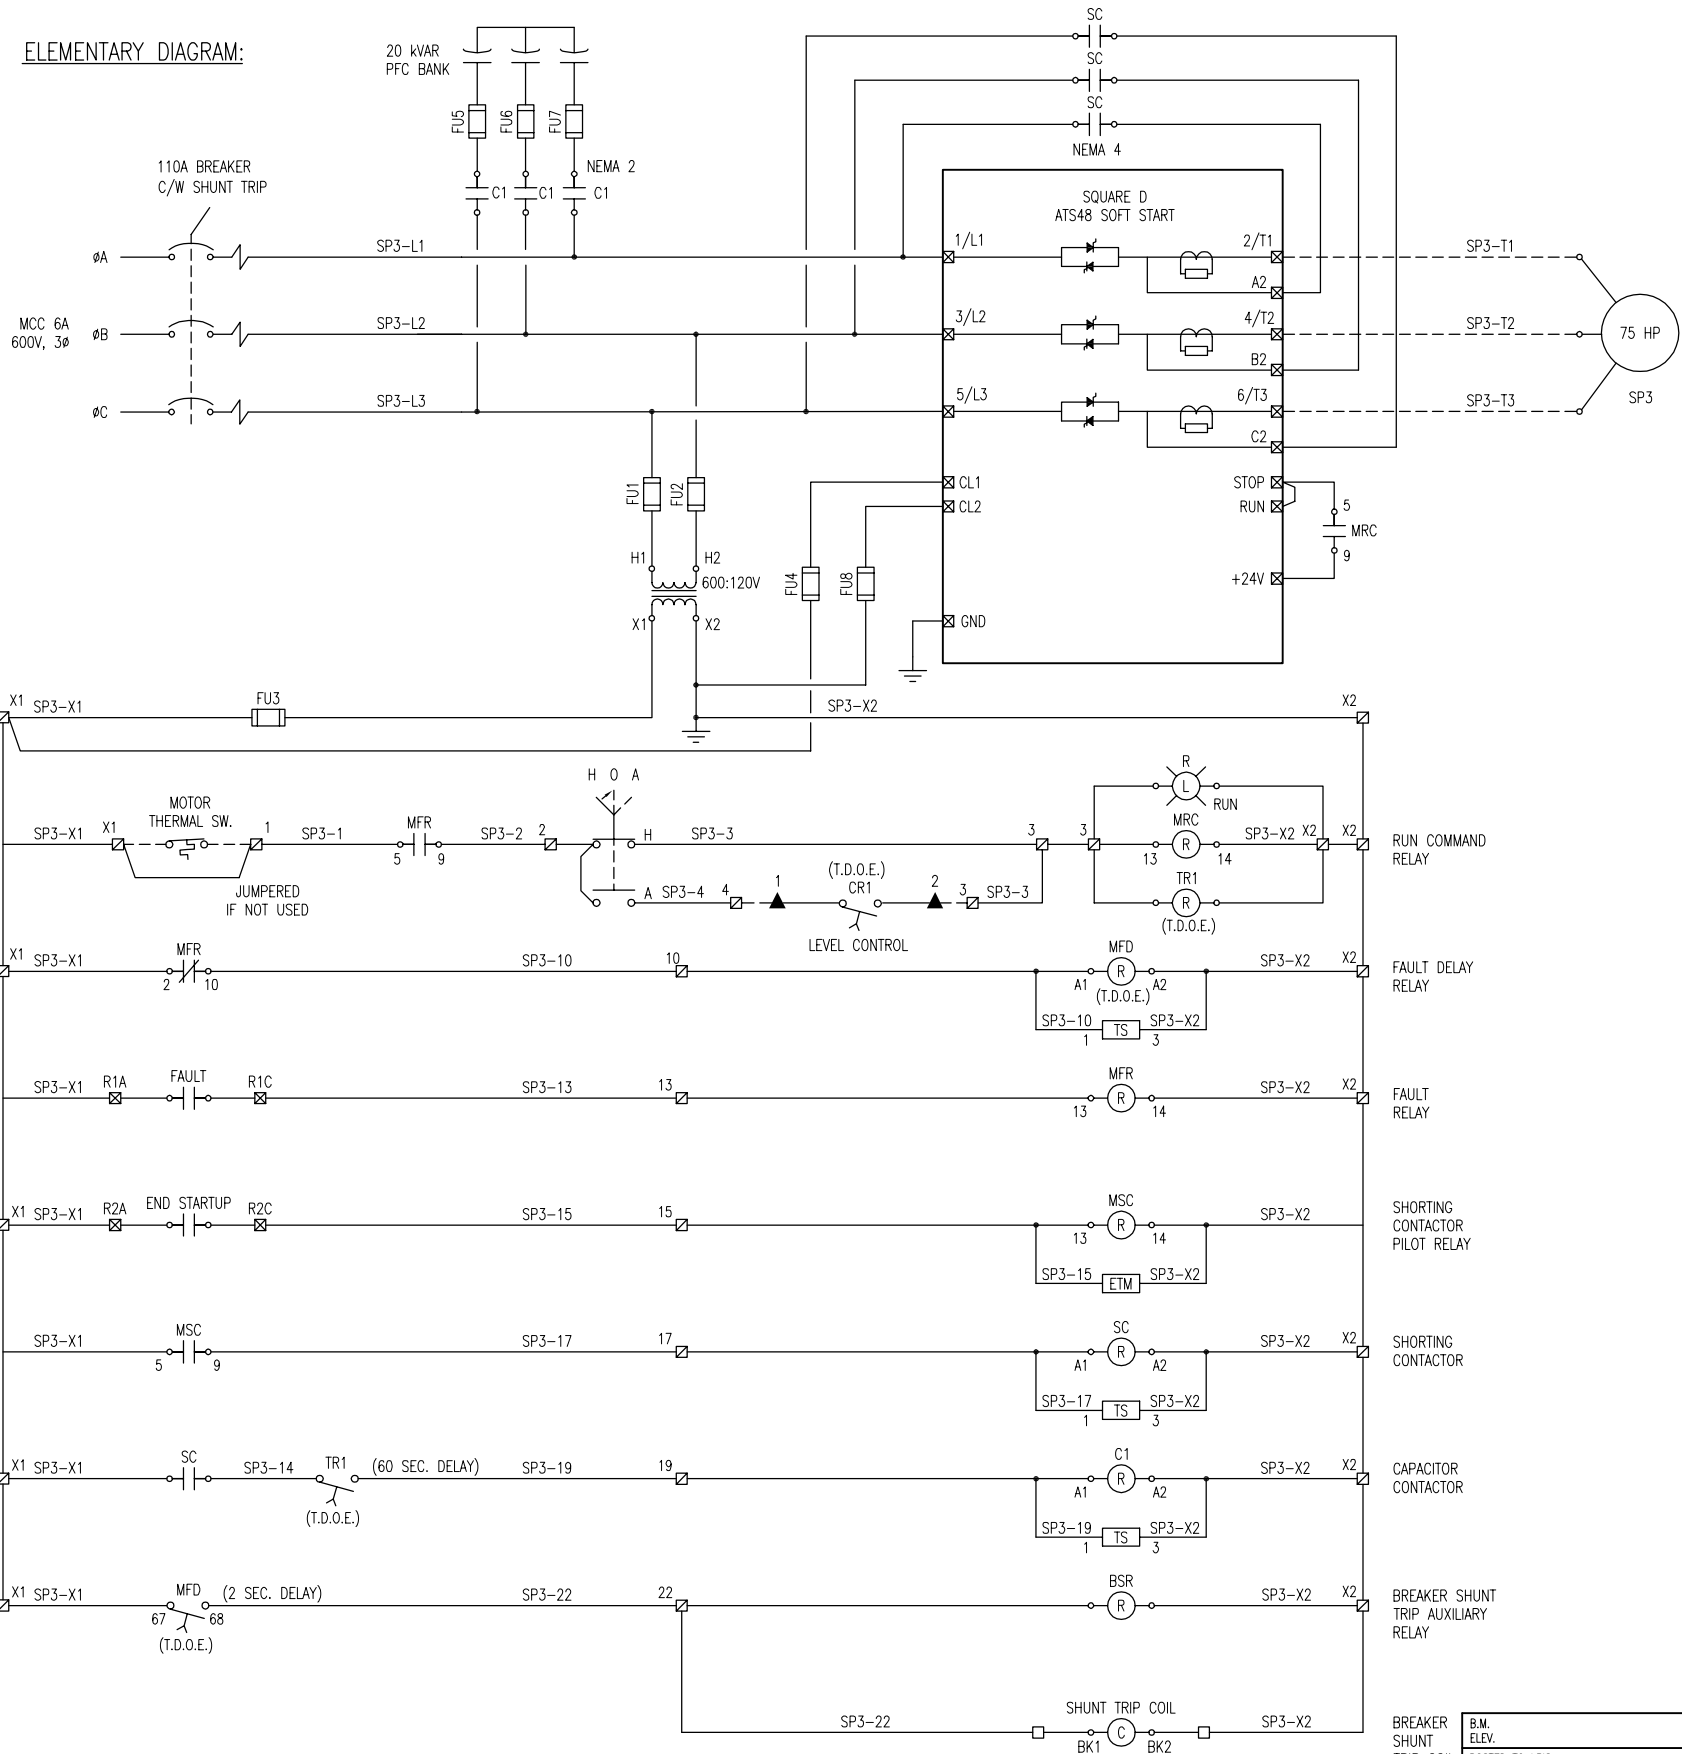 ELEMENTARY DIAGRAM:
20 kVAR
PFC BANK
FU5
FU6
FU7
NEMA 2
C1
C1
C1
SC
SC
SC
NEMA 4
110A BREAKER
C/W SHUNT TRIP
SQUARE D
ATS48 SOFT START
øA
SP3-L1
1/L1
2/T1
SP3-T1
A2
MCC 6A
600V, 3ø
øB
SP3-L2
3/L2
4/T2
SP3-T2
B2
75 HP
SP3
øC
SP3-L3
5/L3
6/T3
SP3-T3
C2
FU1
FU2
CL1
CL2
STOP
RUN
5
MRC
9
+24V
H1
H2
600:120V
X1
X2
FU4
FU8
GND
X1
SP3-X1
FU3
SP3-X2
X2
H O A
MOTOR
THERMAL SW.
SP3-X1
X1
1
SP3-1
MFR
5
9
SP3-2
2
H
SP3-3
3
3
R
L
RUN
MRC
13
R
14
SP3-X2
X2
X2
RUN COMMAND
RELAY
JUMPERED
IF NOT USED
A
SP3-4
4
1
(T.D.O.E.)
CR1
2
3
SP3-3
LEVEL CONTROL
TR1
R
(T.D.O.E.)
X1
SP3-X1
MFR
2
10
SP3-10
10
MFD
A1
R
A2
(T.D.O.E.)
SP3-X2
X2
FAULT DELAY
RELAY
SP3-10
1
TS
SP3-X2
3
SP3-X1
R1A
FAULT
R1C
SP3-13
13
MFR
13
R
14
SP3-X2
X2
FAULT
RELAY
X1
SP3-X1
R2A
END STARTUP
R2C
SP3-15
15
MSC
13
R
14
SP3-X2
SHORTING
CONTACTOR
PILOT RELAY
SP3-15
ETM
SP3-X2
SP3-X1
MSC
5
9
SP3-17
17
SC
A1
R
A2
SP3-X2
X2
SHORTING
CONTACTOR
SP3-17
1
TS
SP3-X2
3
X1
SP3-X1
SC
SP3-14
TR1
(60 SEC. DELAY)
(T.D.O.E.)
SP3-19
19
C1
A1
R
A2
SP3-X2
X2
CAPACITOR
CONTACTOR
SP3-19
1
TS
SP3-X2
3
X1
SP3-X1
MFD
(2 SEC. DELAY)
67
68
(T.D.O.E.)
SP3-22
22
BSR
R
SP3-X2
X2
BREAKER SHUNT
TRIP AUXILIARY
RELAY
SP3-22
SHUNT TRIP COIL
BK1
C
BK2
SP3-X2
BREAKER
SHUNT
B.M.
ELEV.